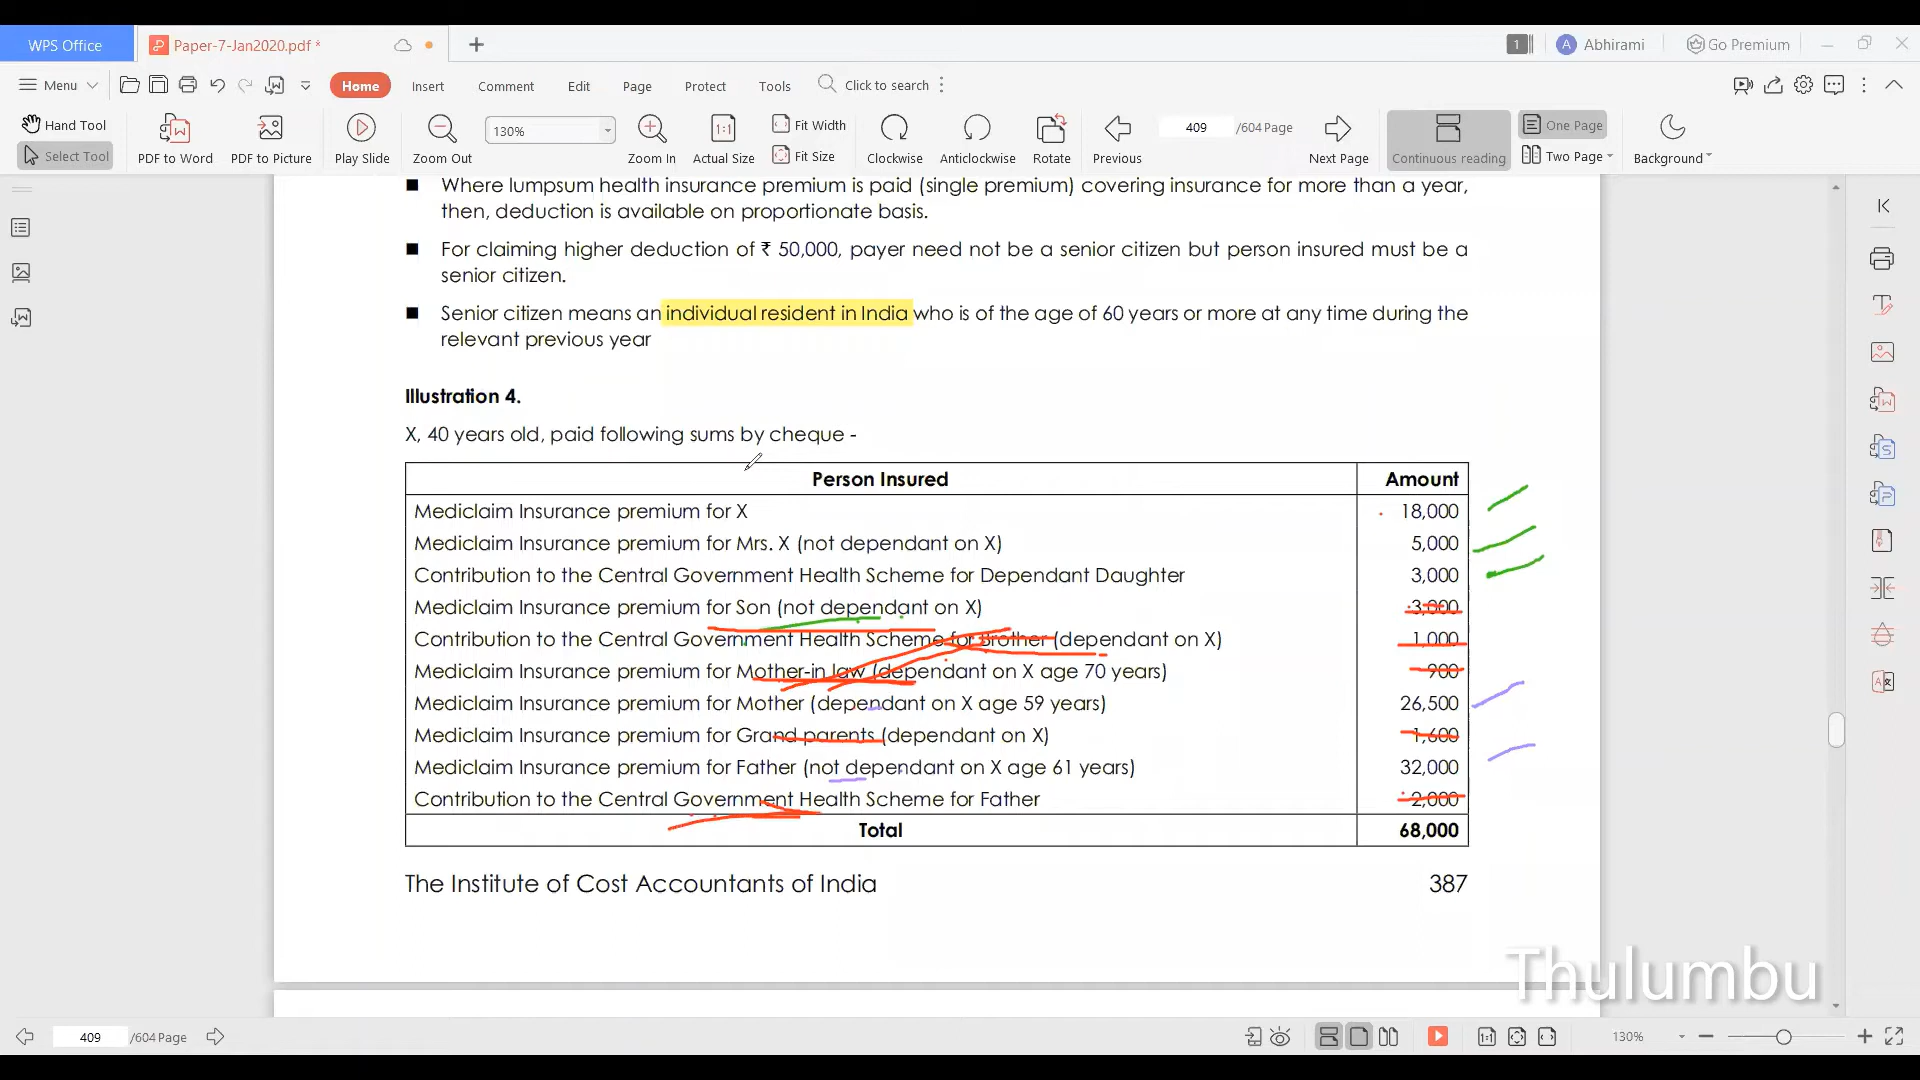 WPS Office
Paper-7-Jan2020.pdf *
1
A Abhirami
Go Premium
Menu
Home
Insert
Comment
Edit
Page
Protect
Tools
Click to search
Hand Tool
Select Tool
PDF to Word
PDF to Picture
Play Slide
Zoom Out
130%
Zoom In
1:1
Actual Size
Fit Width
Fit Size
Clockwise
Anticlockwise
Rotate
Previous
409 /604 Page
Next Page
Continuous reading
One Page
Two Page
Background
Where lumpsum health insurance premium is paid (single premium) covering insurance for more than a year,
then, deduction is available on proportionate basis.
For claiming higher deduction of ₹ 50,000, payer need not be a senior citizen but person insured must be a
senior citizen.
Senior citizen means an individual resident in India who is of the age of 60 years or more at any time during the
relevant previous year
Illustration 4.
X, 40 years old, paid following sums by cheque -
Person Insured Amount
Mediclaim Insurance premium for X 18,000
Mediclaim Insurance premium for Mrs. X (not dependant on X) 5,000
Contribution to the Central Government Health Scheme for Dependant Daughter 3,000
Mediclaim Insurance premium for Son (not dependant on X) 3,000
Contribution to the Central Government Health Scheme for Brother (dependant on X) 1,000
Mediclaim Insurance premium for Mother-in law (dependant on X age 70 years) 900
Mediclaim Insurance premium for Mother (dependant on X age 59 years) 26,500
Mediclaim Insurance premium for Grand parents (dependant on X) 1,600
Mediclaim Insurance premium for Father (not dependant on X age 61 years) 32,000
Contribution to the Central Government Health Scheme for Father 2,000
Total 68,000
The Institute of Cost Accountants of India 387
Thulumbu
409 /604 Page
130%